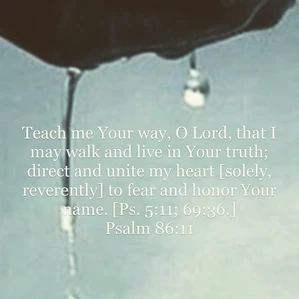 Teach me Your way, O Lord, that I
may walk and live in Your truth;
direct and unite my heart [solely,
reverently] to fear and honor Your
name. [Ps. 5:11; 69:36.]
Psalm 86:11